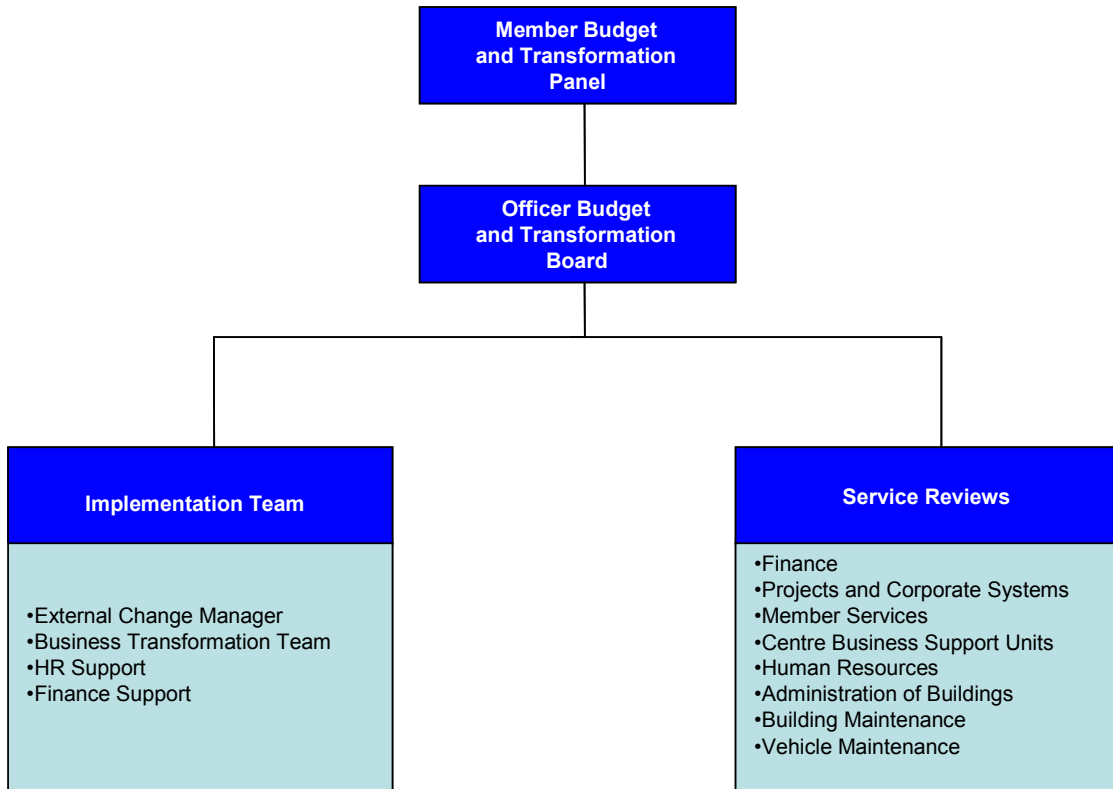 Member Budget
and Transformation
Panel
Officer Budget
and Transformation
Board
Implementation Team
•External Change Manager
•Business Transformation Team
•HR Support
•Finance Support
Service Reviews
•Finance
•Projects and Corporate Systems
•Member Services
•Centre Business Support Units
•Human Resources
•Administration of Buildings
•Building Maintenance
•Vehicle Maintenance